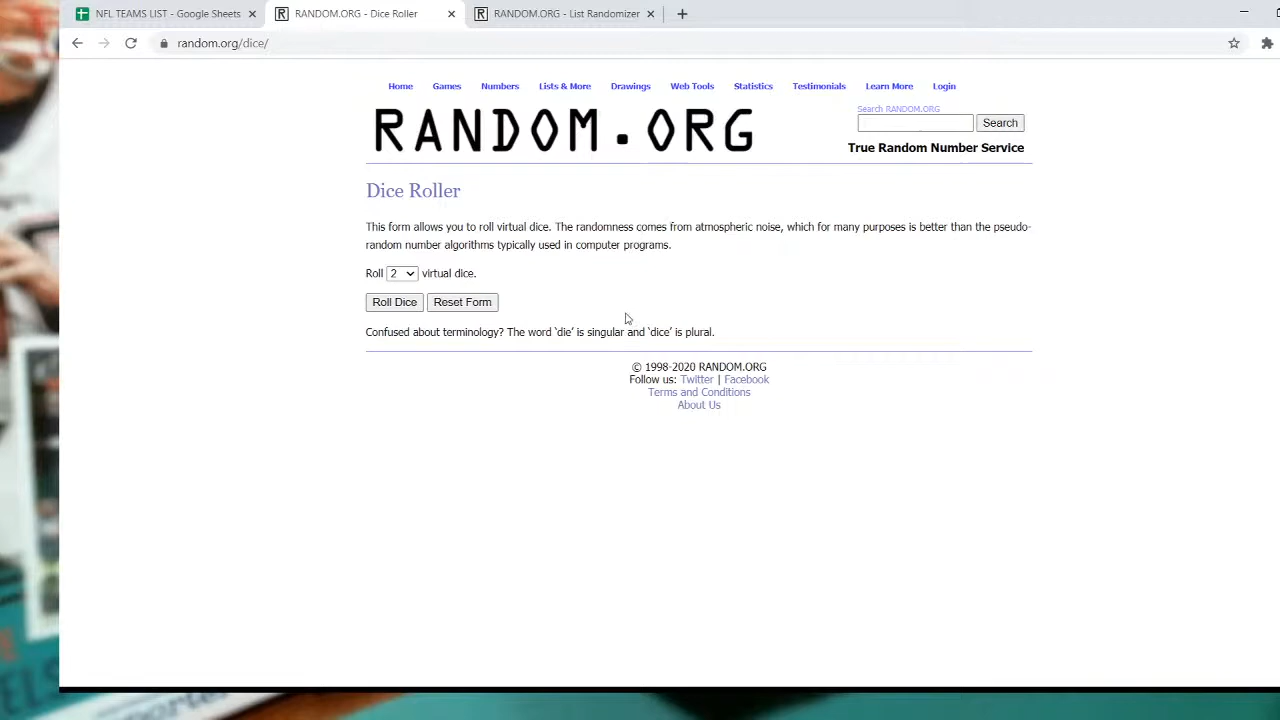 NFL TEAMS LIST - Google Sheets
RANDOM.ORG - Dice Roller
RANDOM.ORG - List Randomizer
random.org/dice/
Home Games Numbers Lists & More Drawings Web Tools Statistics Testimonials Learn More Login
RANDOM.ORG
Search RANDOM.ORG
Search
True Random Number Service
Dice Roller
This form allows you to roll virtual dice. The randomness comes from atmospheric noise, which for many purposes is better than the pseudo-
random number algorithms typically used in computer programs.
Roll 2 virtual dice.
Roll Dice Reset Form
Confused about terminology? The word ‘die’ is singular and ‘dice’ is plural.
© 1998-2020 RANDOM.ORG
Follow us: Twitter | Facebook
Terms and Conditions
About Us